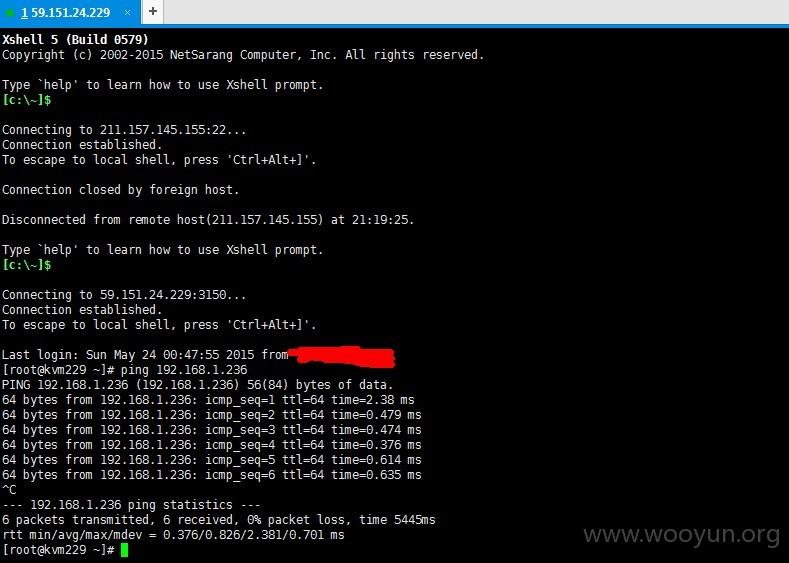 1 59.151.24.229 × +
Xshell 5 (Build 0579)
Copyright (c) 2002-2015 NetSarang Computer, Inc. All rights reserved.
Type `help' to learn how to use Xshell prompt.
[c:\~]$
Connecting to 211.157.145.155:22...
Connection established.
To escape to local shell, press 'Ctrl+Alt+]'.
Connection closed by foreign host.
Disconnected from remote host(211.157.145.155) at 21:19:25.
Type `help' to learn how to use Xshell prompt.
[c:\~]$
Connecting to 59.151.24.229:3150...
Connection established.
To escape to local shell, press 'Ctrl+Alt+]'.
Last login: Sun May 24 00:47:55 2015 from
[root@kvm229 ~]# ping 192.168.1.236
PING 192.168.1.236 (192.168.1.236) 56(84) bytes of data.
64 bytes from 192.168.1.236: icmp_seq=1 ttl=64 time=2.38 ms
64 bytes from 192.168.1.236: icmp_seq=2 ttl=64 time=0.479 ms
64 bytes from 192.168.1.236: icmp_seq=3 ttl=64 time=0.474 ms
64 bytes from 192.168.1.236: icmp_seq=4 ttl=64 time=0.376 ms
64 bytes from 192.168.1.236: icmp_seq=5 ttl=64 time=0.614 ms
64 bytes from 192.168.1.236: icmp_seq=6 ttl=64 time=0.635 ms
^C
--- 192.168.1.236 ping statistics ---
6 packets transmitted, 6 received, 0% packet loss, time 5445ms
rtt min/avg/max/mdev = 0.376/0.826/2.381/0.701 ms
[root@kvm229 ~]#
www.wooyun.org